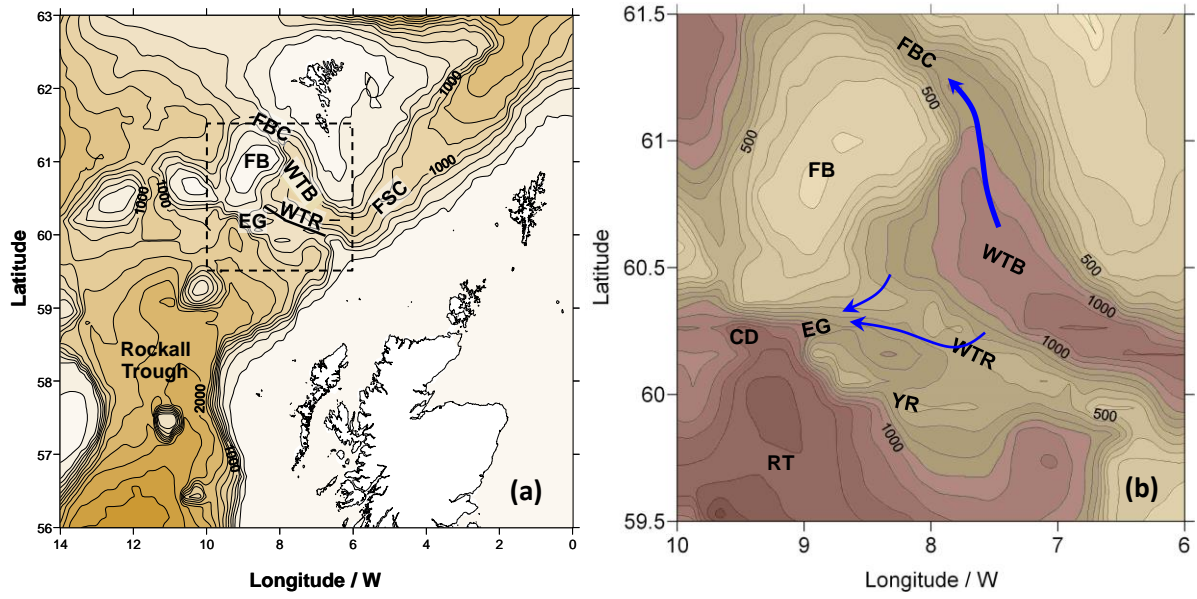 63
62
61
60
59
58
57
56
14
12
10
8
6
4
2
0
Latitude
Longitude / W
FBC
FB
WTB
WTR
EG
FSC
1000
1000
1000
1000
2000
1000
Rockall
Trough
(a)
61.5
61
60.5
60
59.5
10
9
8
7
6
Latitude
Longitude / W
FBC
500
500
FB
WTB
500
1000
CD
EG
WTR
1000
YR
500
1000
RT
(b)